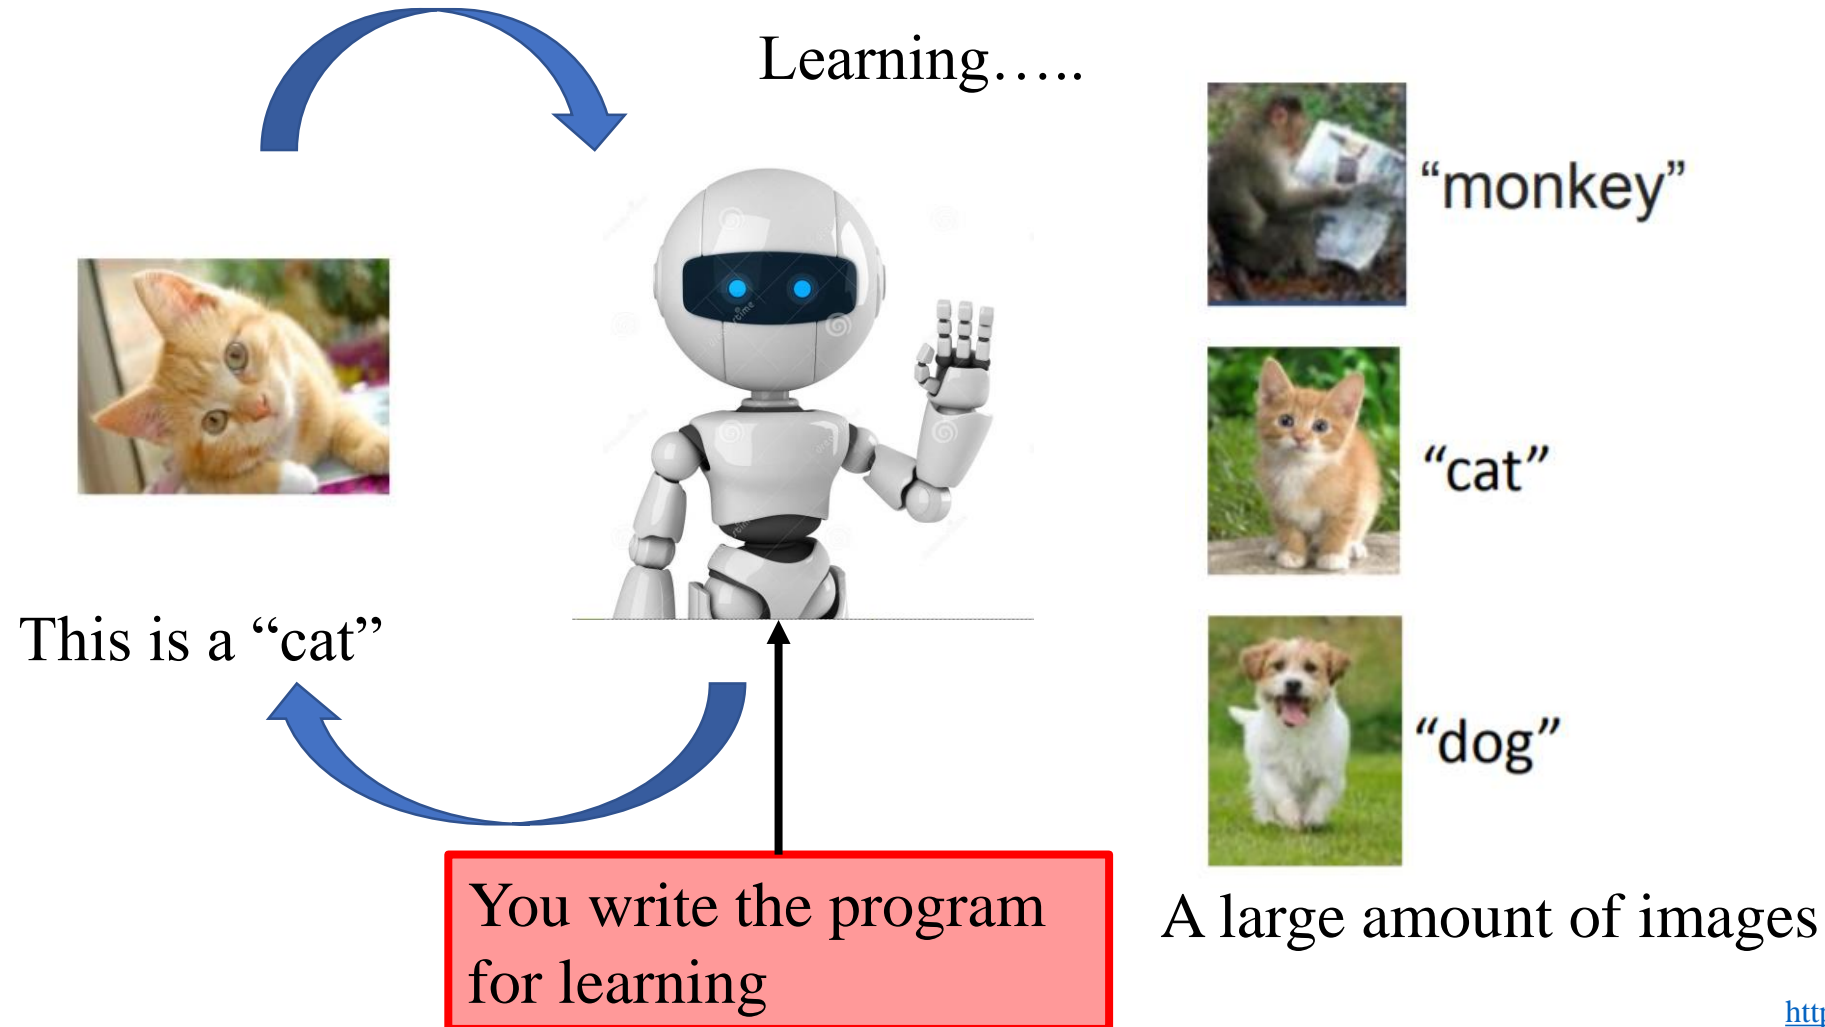 Learning…..
“monkey”
“cat”
This is a “cat”
“dog”
You write the program
for learning
A large amount of images